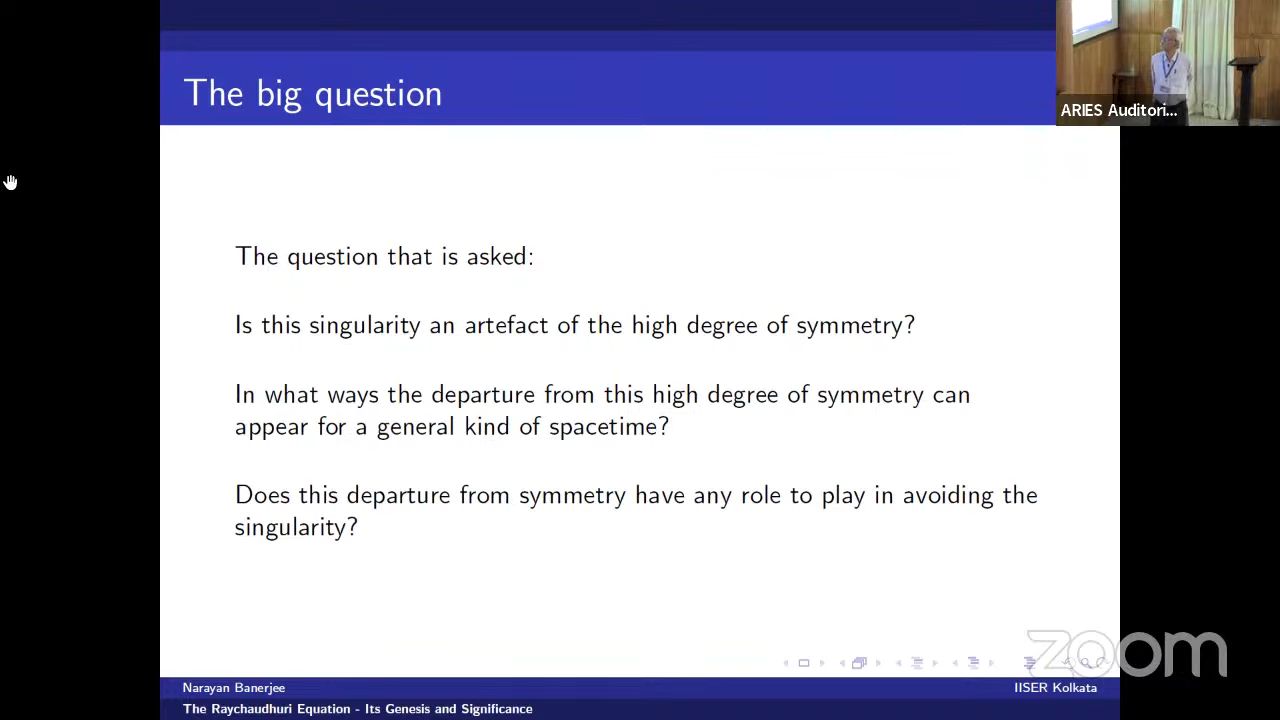 The big question
ARIES Auditori...
The question that is asked:
Is this singularity an artefact of the high degree of symmetry?
In what ways the departure from this high degree of symmetry can
appear for a general kind of spacetime?
Does this departure from symmetry have any role to play in avoiding the
singularity?
zoom
Narayan Banerjee
IISER Kolkata
The Raychaudhuri Equation - Its Genesis and Significance